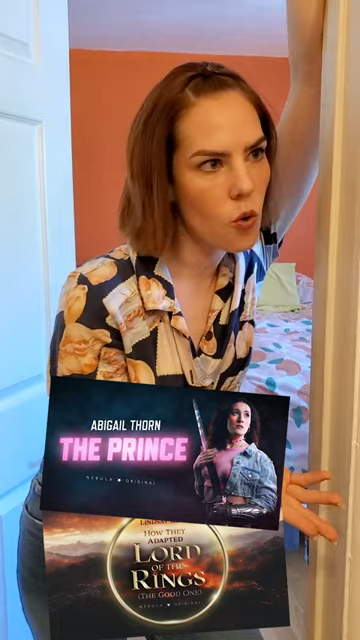 ABIGAIL THORN
THE PRINCE
NEBULA ORIGINAL
HOW THEY
ADAPTED
LORD
OF THE
RINGS
(THE GOOD ONE)
NEBULA ORIGINAL